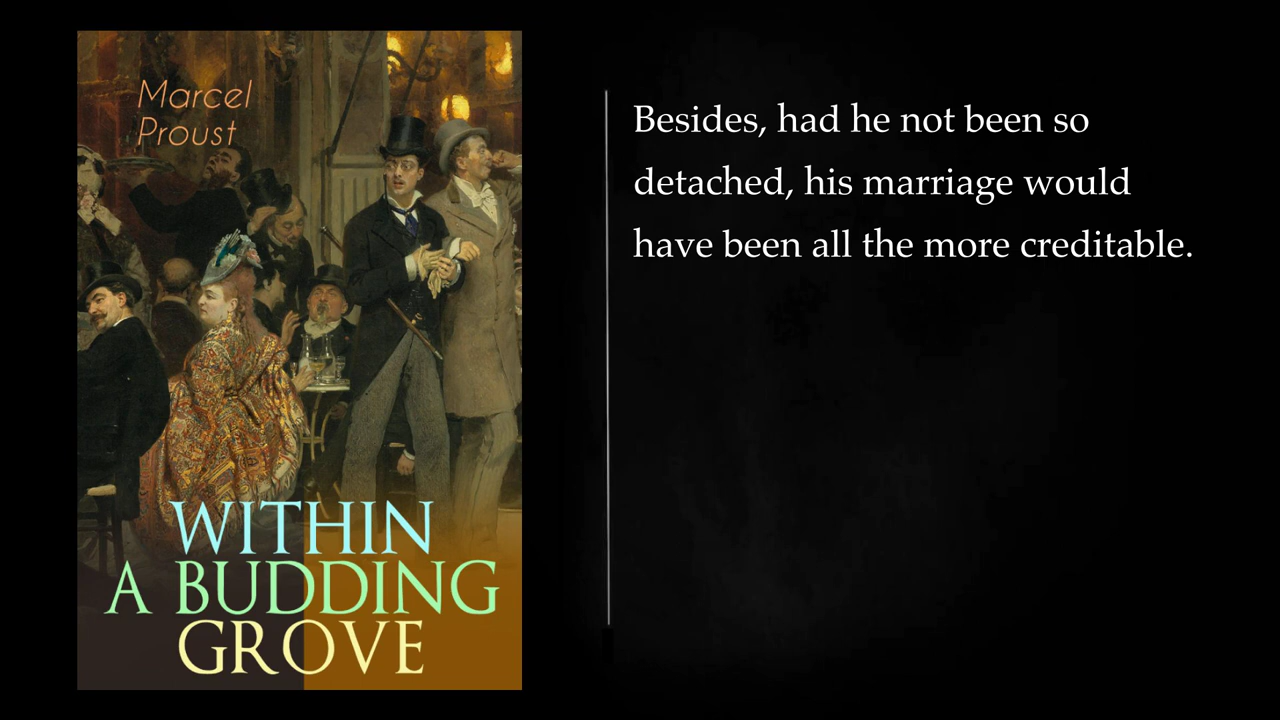 Marcel
Proust
WITHIN
A BUDDING
GROVE
Besides, had he not been so
detached, his marriage would
have been all the more creditable.